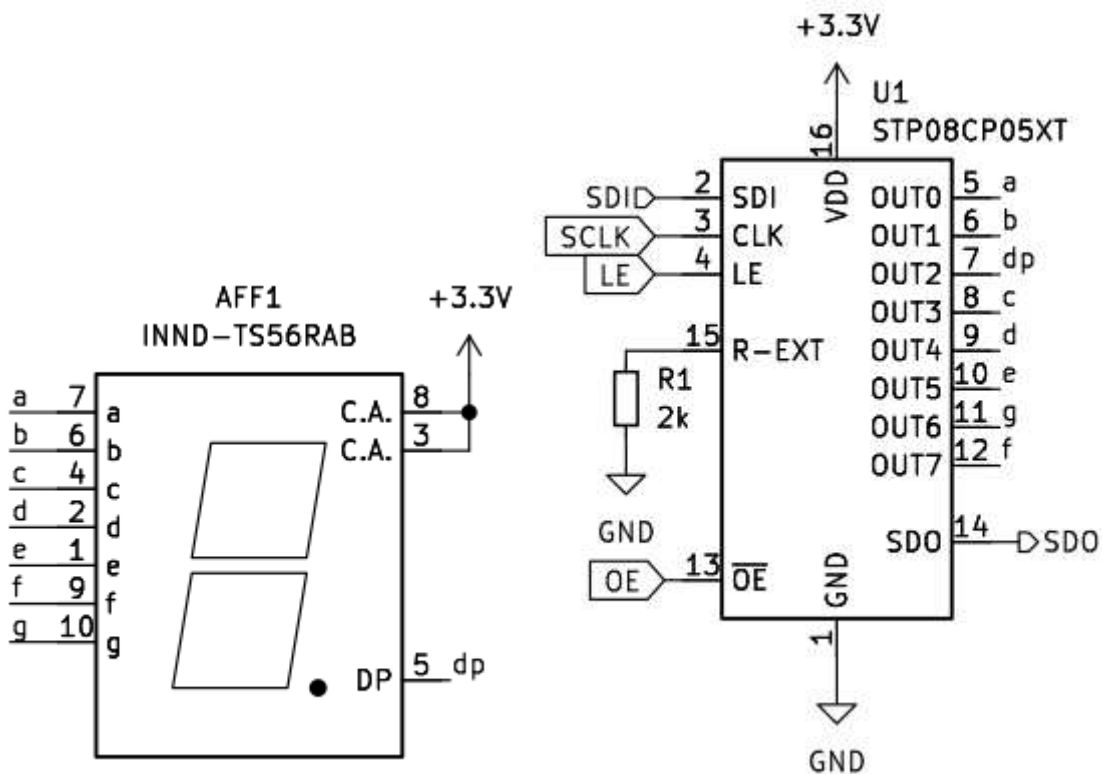 +3.3V
U1
STP08CP05XT
16
VDD
SDI 2 SDI OUT0 5 a
SCLK 3 CLK OUT1 6 b
LE 4 LE OUT2 7 dp
OUT3 8 c
15 R-EXT OUT4 9 d
OUT5 10 e
OUT6 11 g
OUT7 12 f
R1
2k
GND
SDO 14 SDO
OE 13 OE
GND
1
GND
AFF1
INND-TS56RAB
+3.3V
a 7 a C.A. 8
b 6 b C.A. 3
c 4 c
d 2 d
e 1 e
f 9 f
g 10 g
DP 5 dp